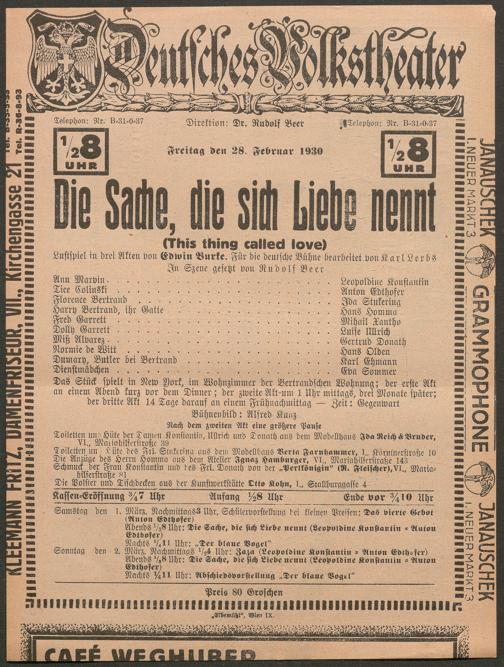 Deutsches Volkstheater
Telephon: Nr. B-31-0-37 Direktion: Dr. Rudolf Beer Telephon: Nr. B-31-0-37
1/2 8 UHR Freitag den 28. Februar 1930 1/2 8 UHR
Die Sache, die sich Liebe nennt
(This thing called love)
Lustspiel in drei Akten von Edwin Burke. Für die deutsche Bühne bearbeitet von Karl Lerbs
In Szene gesetzt von Rudolf Beer
Ann Marvin Leopoldine Konstantin
Tice Colinski Anton Edthofer
Florence Bertrand Ida Stukering
Harry Bertrand, ihr Gatte Hans Homma
Fred Garrett Mihail Xantho
Dolly Garrett Luise Ullrich
Miß Alvarez Gertrud Donath
Normie de Witt Hans Olden
Dumary, Butler bei Bertrand Karl Ehmann
Dienstmädchen Eva Sommer
Das Stück spielt in New York, im Wohnzimmer der Bertrandschen Wohnung; der erste Akt
an einem Abend kurz vor dem Dinner; der zweite Akt um 1 Uhr mittags, drei Monate später;
der dritte Akt 14 Tage darauf an einem Frühnachmittag — Zeit: Gegenwart
Bühnenbild: Alfred Kunz
Nach dem zweiten Akt eine größere Pause
Toiletten und Hüte der Damen Konstantin, Ullrich und Donath aus dem Modellhaus Ida Reich & Bruder,
VI., Mariahilferstraße 39
Toiletten und Hüte des Frl. Stukering aus dem Modellhaus Berta Farnhammer, I., Kärntnerstraße 10
Die Anzüge des Herrn Homma aus dem Atelier Ignaz Hamburger, VI., Mariahilferstraße 143
Schmuck der Frau Konstantin und des Frl. Donath von der „Perlkönigin" (R. Fleischer), VI., Maria-
hilferstraße 81
Die Polster und Tischdecken aus der Kunstwerkstätte Otto Kohn, I., Stallburggasse 4
Kassen-Eröffnung 3/4 7 Uhr Anfang 1/2 8 Uhr Ende vor 3/4 10 Uhr
Samstag den 1. März, Nachmittags 3 Uhr, Schülervorstellung bei kleinen Preisen: Das vierte Gebot
(Anton Edthofer)
Abends 1/2 8 Uhr: Die Sache, die sich Liebe nennt (Leopoldine Konstantin - Anton
Edthofer)
Nachts 1/4 11 Uhr: „Der blaue Vogel"
Sonntag den 2. März, Nachmittags 1/4 4 Uhr: Zaza (Leopoldine Konstantin - Anton Edthofer)
Abends 1/2 8 Uhr: Die Sache, die sich Liebe nennt (Leopoldine Konstantin - Anton
Edthofer)
Nachts 1/4 11 Uhr: Abschiedsvorstellung „Der blaue Vogel"
Preis 80 Groschen
„Elbemühl", Wien IX.
CAFÉ WEGHUBER
KLEEMANN FRITZ, DAMENFRISEUR, VII., Kirchengasse 21
JANAUSCHEK
I. NEUER MARKT 3
GRAMMOPHONE
JANAUSCHEK
I. NEUER MARKT 3